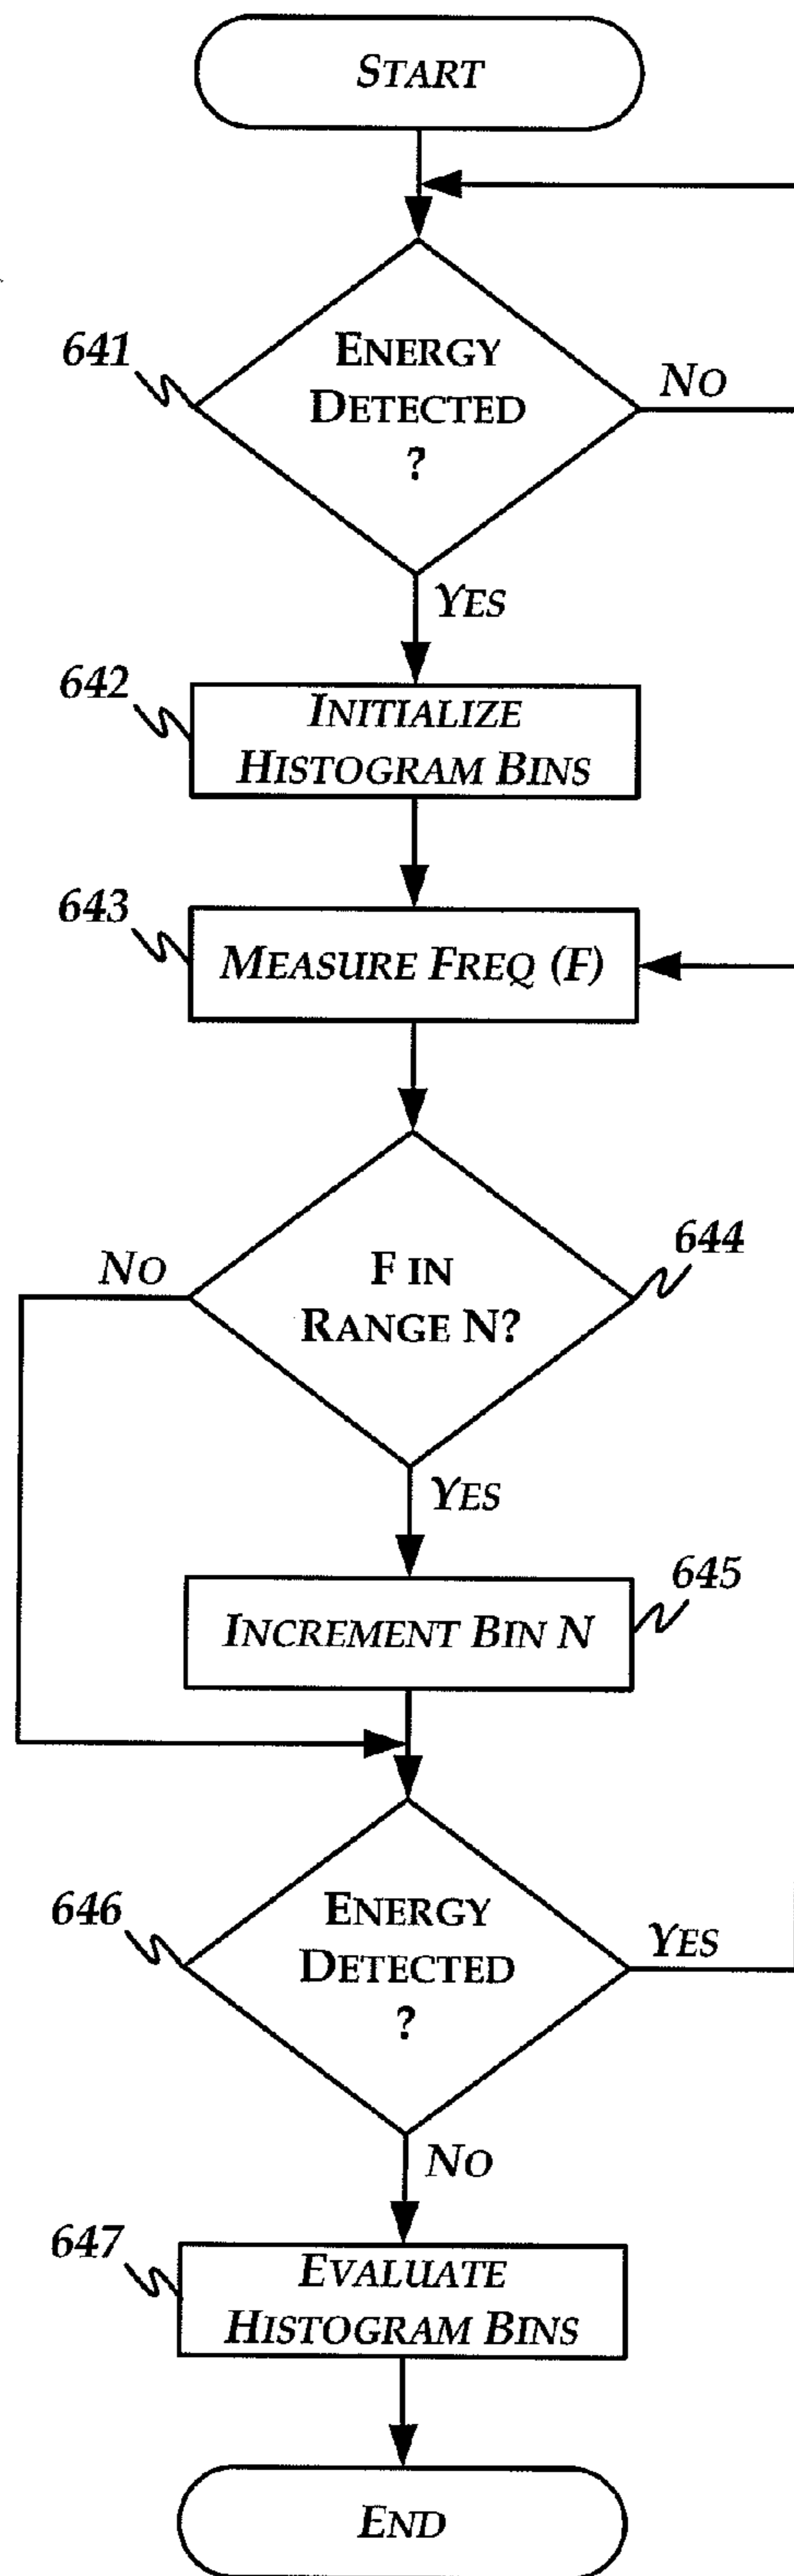 START
641
ENERGY
DETECTED
?
NO
YES
642
INITIALIZE
HISTOGRAM BINS
643
MEASURE FREQ (F)
NO
F IN
RANGE N?
644
YES
645
INCREMENT BIN N
646
ENERGY
DETECTED
?
YES
NO
647
EVALUATE
HISTOGRAM BINS
END